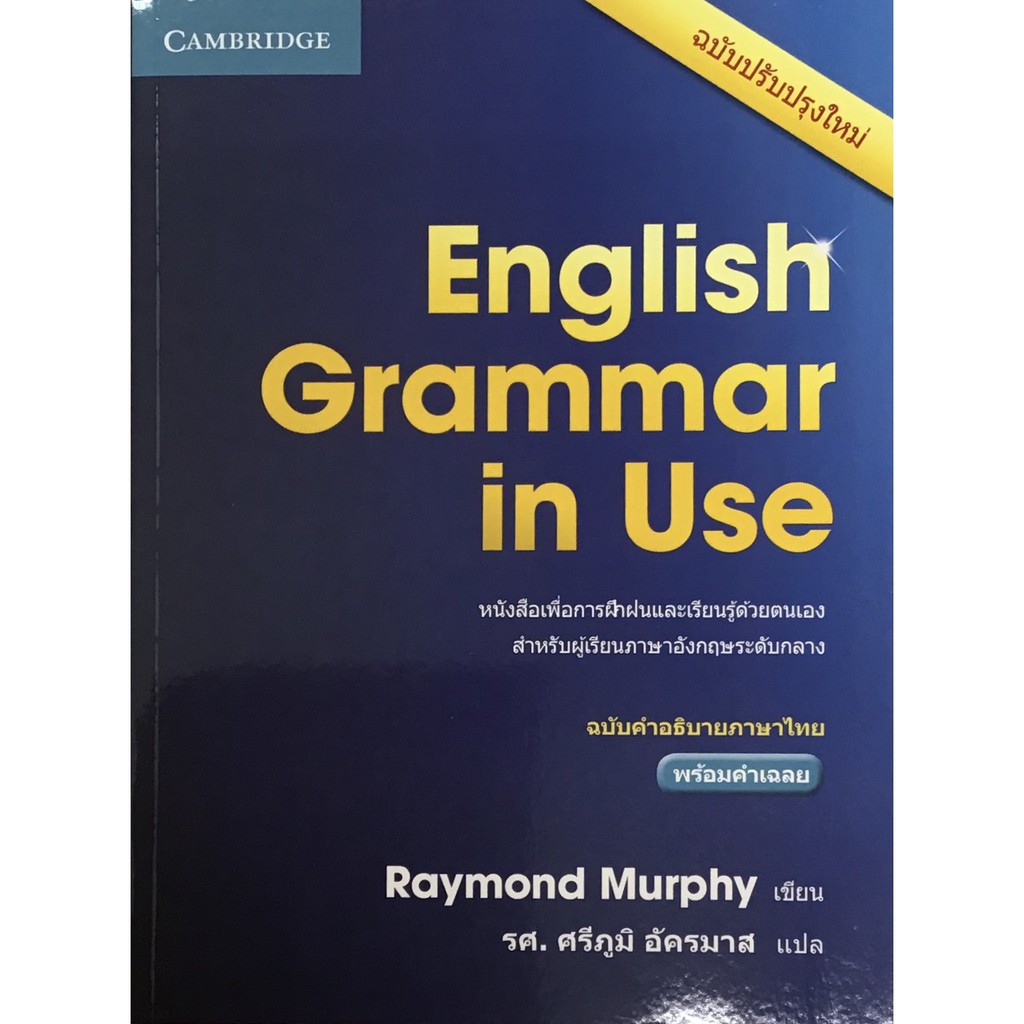 CAMBRIDGE
ฉบับปรับปรุงใหม่
English
Grammar
in Use
หนังสือเพื่อการฝึกฝนและเรียนรู้ด้วยตนเอง
สำหรับผู้เรียนภาษาอังกฤษระดับกลาง
ฉบับคำอธิบายภาษาไทย
พร้อมคำเฉลย
Raymond Murphy เขียน
รศ. ศรีภูมิ อัครมาส แปล